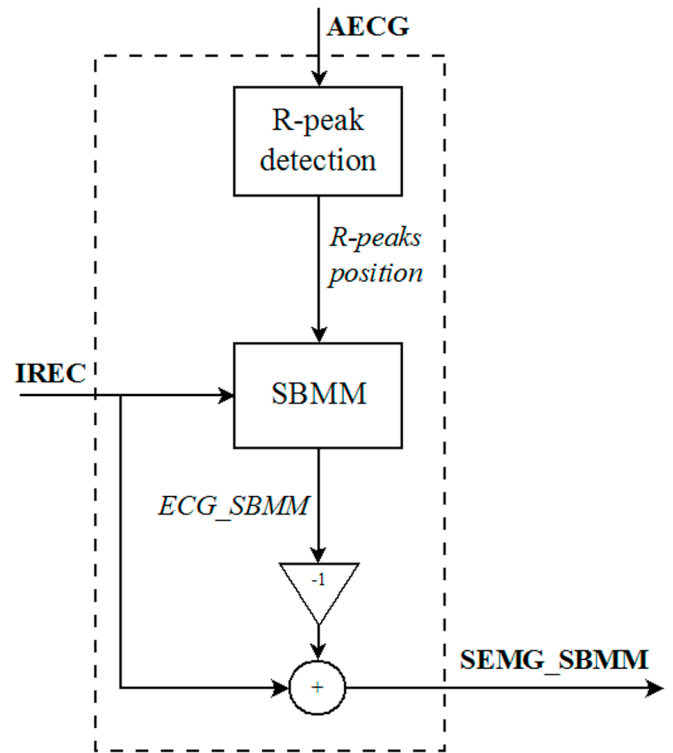 AECG
R-peak
detection
R-peaks
position
IREC
SBMM
ECG_SBMM
-1
SEMG_SBMM
+